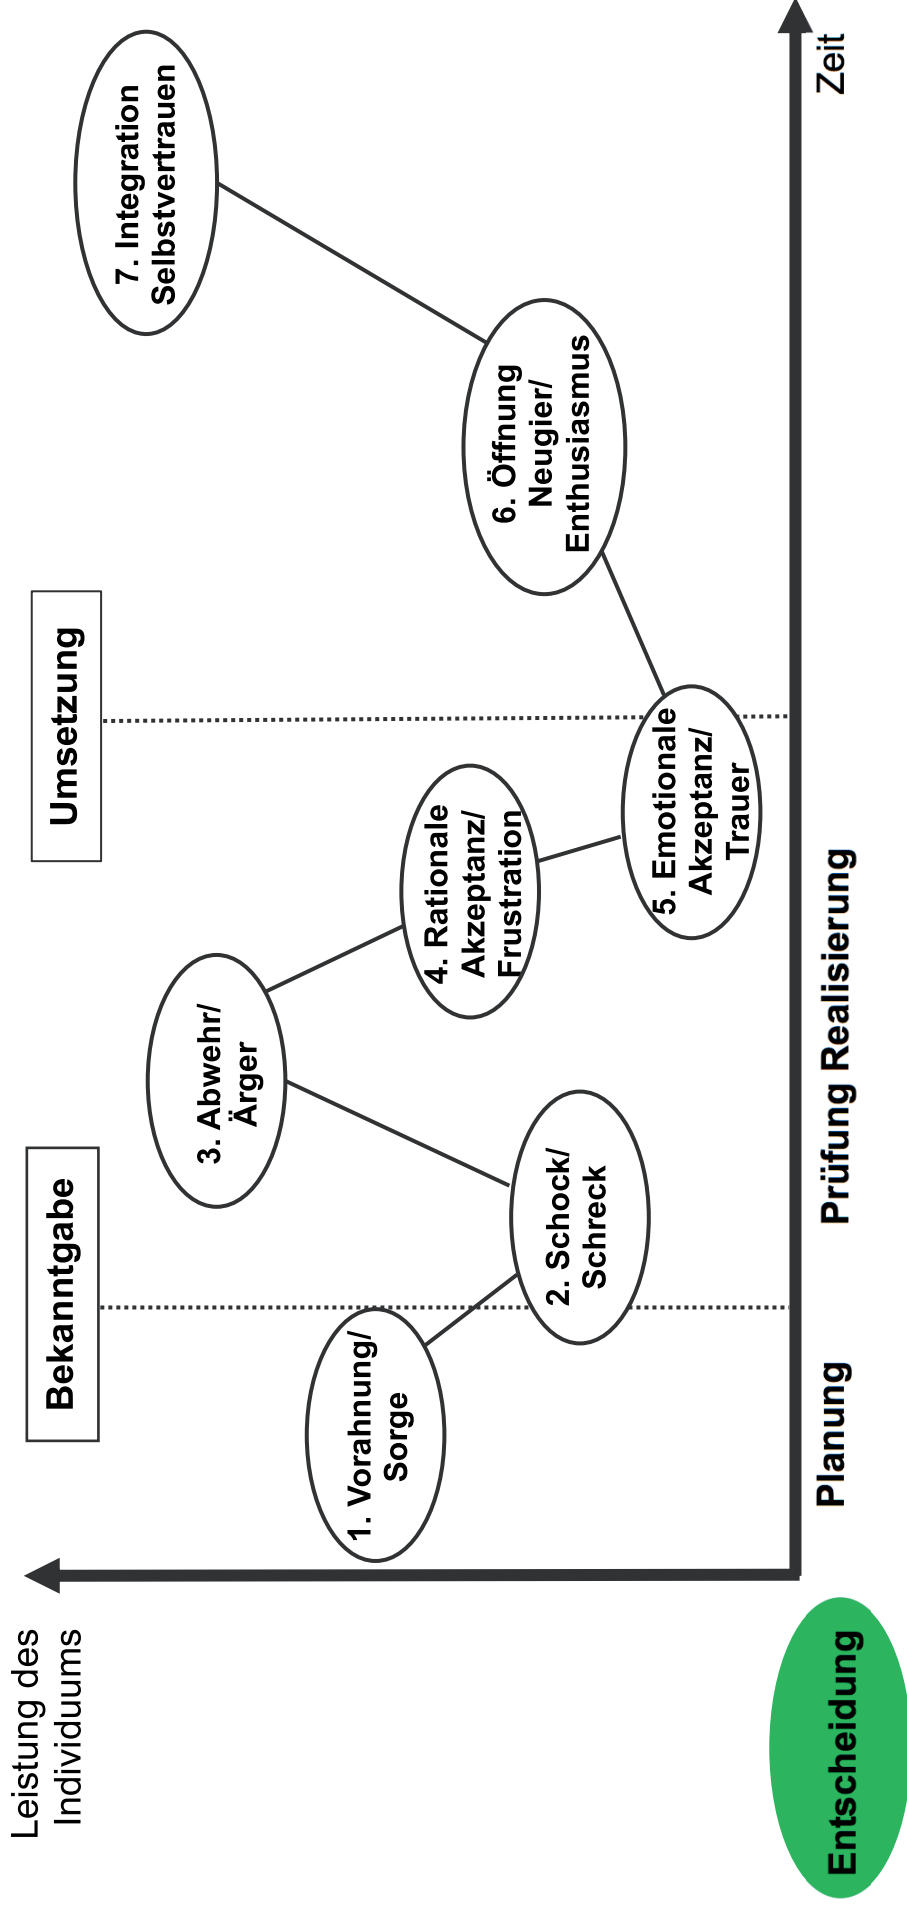 Leistung des
Individuums
Bekanntgabe
Umsetzung
1. Vorahnung/
Sorge
2. Schock/
Schreck
3. Abwehr/
Ärger
4. Rationale
Akzeptanz/
Frustration
5. Emotionale
Akzeptanz/
Trauer
6. Öffnung
Neugier/
Enthusiasmus
7. Integration
Selbstvertrauen
Zeit
Entscheidung
Planung
Prüfung Realisierung